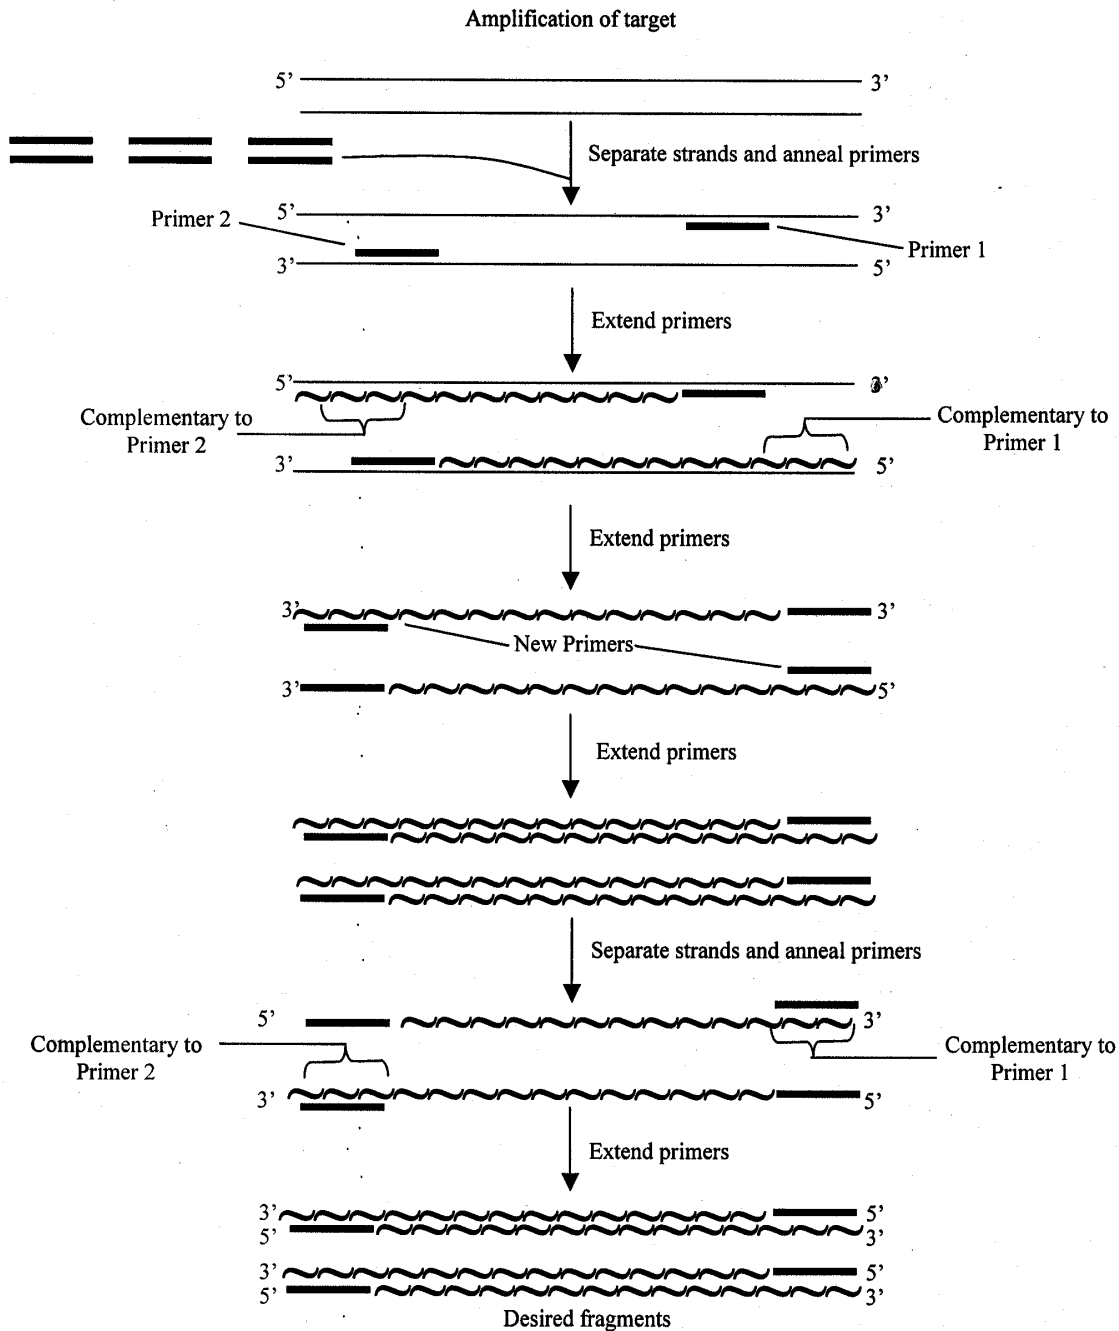 Amplification of target
5’ 3’
Separate strands and anneal primers
5’ 3’
Primer 2
Primer 1
3’ 5’
Extend primers
5’
Complementary to
Primer 2
Complementary to
Primer 1
3’ 5’
Extend primers
3’ 3’
New Primers
3’ 5’
Extend primers
Separate strands and anneal primers
5’ 3’
Complementary to
Primer 2
Complementary to
Primer 1
3’ 5’
Extend primers
3’ 5’
5’ 3’
3’ 5’
5’ 3’
Desired fragments